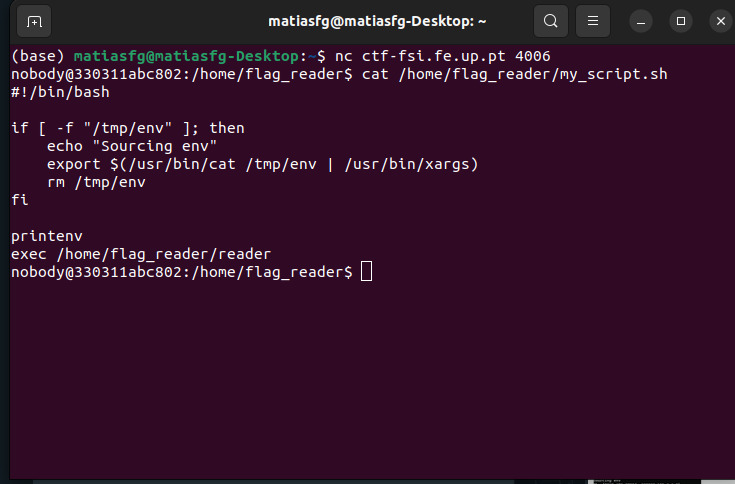 matiasfg@matiasfg-Desktop: ~
(base) matiasfg@matiasfg-Desktop:~$ nc ctf-fsi.fe.up.pt 4006
nobody@330311abc802:/home/flag_reader$ cat /home/flag_reader/my_script.sh
#!/bin/bash

if [ -f "/tmp/env" ]; then
    echo "Sourcing env"
    export $(/usr/bin/cat /tmp/env | /usr/bin/xargs)
    rm /tmp/env
fi

printenv
exec /home/flag_reader/reader
nobody@330311abc802:/home/flag_reader$